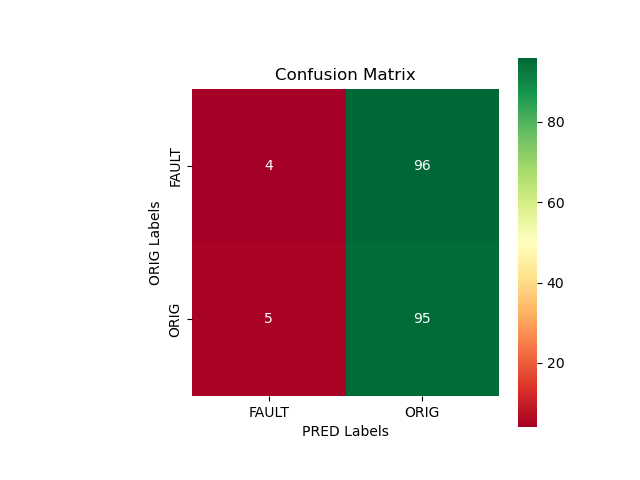 Confusion Matrix
ORIG Labels
FAULT
4
96
ORIG
5
95
FAULT
ORIG
PRED Labels
80
60
40
20